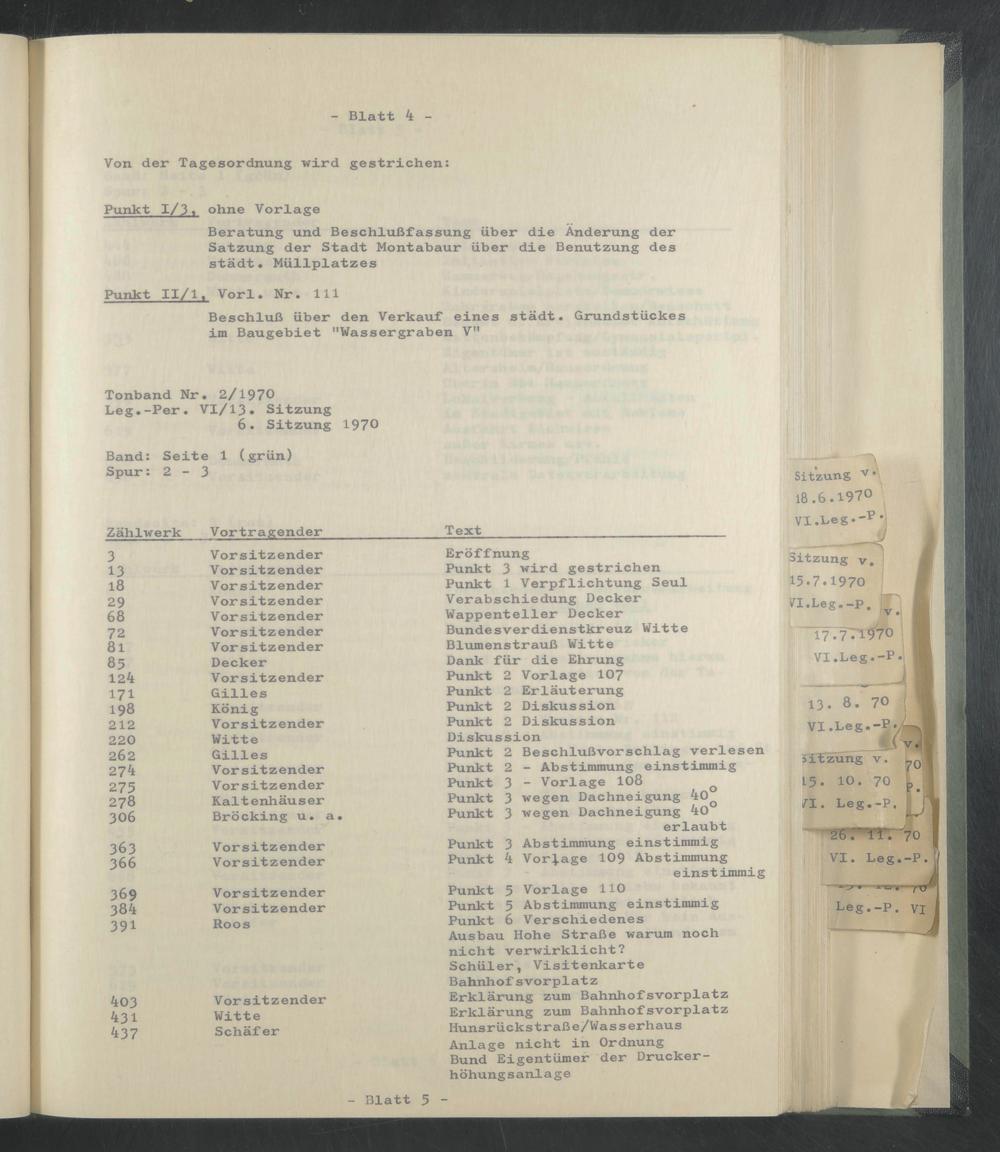 - Blatt 4 -
Von der Tagesordnung wird gestrichen:
Punkt I/3, ohne Vorlage
Beratung und Beschlußfassung über die Änderung der
Satzung der Stadt Montabaur über die Benutzung des
städt. Müllplatzes
Punkt II/1, Vorl. Nr. 111
Beschluß über den Verkauf eines städt. Grundstückes
im Baugebiet "Wassergraben V"
Tonband Nr. 2/1970
Leg.-Per. VI/13. Sitzung
6. Sitzung 1970
Band: Seite 1 (grün)
Spur: 2 - 3
Zählwerk Vortragender Text
3 Vorsitzender Eröffnung
13 Vorsitzender Punkt 3 wird gestrichen
18 Vorsitzender Punkt 1 Verpflichtung Seul
29 Vorsitzender Verabschiedung Decker
68 Vorsitzender Wappenteller Decker
72 Vorsitzender Bundesverdienstkreuz Witte
81 Vorsitzender Blumenstrauß Witte
85 Decker Dank für die Ehrung
124 Vorsitzender Punkt 2 Vorlage 107
171 Gilles Punkt 2 Erläuterung
198 König Punkt 2 Diskussion
212 Vorsitzender Punkt 2 Diskussion
220 Witte Diskussion
262 Gilles Punkt 2 Beschlußvorschlag verlesen
274 Vorsitzender Punkt 2 - Abstimmung einstimmig
275 Vorsitzender Punkt 3 - Vorlage 108
278 Kaltenhäuser Punkt 3 wegen Dachneigung 40°
306 Bröcking u. a. Punkt 3 wegen Dachneigung 40°
erlaubt
363 Vorsitzender Punkt 3 Abstimmung einstimmig
366 Vorsitzender Punkt 4 Vorlage 109 Abstimmung
einstimmig
369 Vorsitzender Punkt 5 Vorlage 110
384 Vorsitzender Punkt 5 Abstimmung einstimmig
391 Roos Punkt 6 Verschiedenes
Ausbau Hohe Straße warum noch
nicht verwirklicht?
Schüler, Visitenkarte
Bahnhofsvorplatz
403 Vorsitzender Erklärung zum Bahnhofsvorplatz
431 Witte Erklärung zum Bahnhofsvorplatz
437 Schäfer Hunsrückstraße/Wasserhaus
Anlage nicht in Ordnung
Bund Eigentümer der Drucker-
höhungsanlage
- Blatt 5 -
Sitzung v.
18.6.1970
VI.Leg.-P.
Sitzung v.
15.7.1970
VI.Leg.-P.
v.
17.7.1970
VI.Leg.-P.
13. 8. 70
VI.Leg.-P.
v.
70
P.
Sitzung v.
15. 10. 70
VI. Leg.-P.
26. 11. 70
VI. Leg.-P.
70
Leg.-P. VI